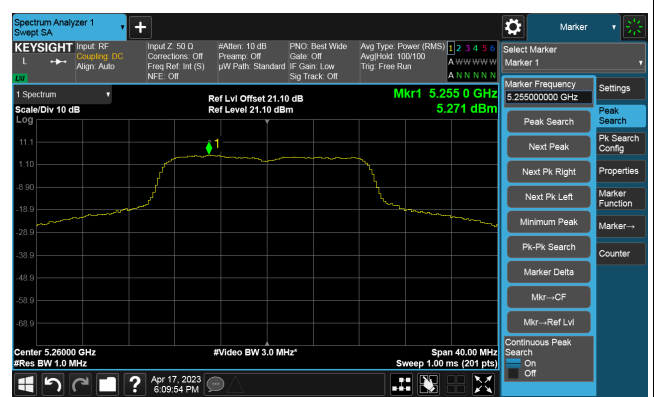 Spectrum Analyzer 1
Swept SA
Marker
KEYSIGHT
L
LXI
Input: RF
Coupling: DC
Align: Auto
Input Z: 50 Ω
Corrections: Off
Freq Ref: Int (S)
NFE: Off
#Atten: 10 dB
Preamp: Off
µW Path: Standard
PNO: Best Wide
Gate: Off
IF Gain: Low
Sig Track: Off
Avg Type: Power (RMS)
Avg|Hold: 100/100
Trig: Free Run
1 2 3 4 5 6
A W W W W W
A N N N N N
Select Marker
Marker 1
1 Spectrum
Scale/Div 10 dB
Log
Ref Lvl Offset 21.10 dB
Ref Level 21.10 dBm
Mkr1 5.255 0 GHz
5.271 dBm
1
11.1
1.10
-8.90
-18.9
-28.9
-38.9
-48.9
-58.9
-68.9
Center 5.26000 GHz
#Res BW 1.0 MHz
#Video BW 3.0 MHz*
Span 40.00 MHz
Sweep 1.00 ms (201 pts)
Marker Frequency
5.255000000 GHz
Peak Search
Next Peak
Next Pk Right
Next Pk Left
Minimum Peak
Pk-Pk Search
Marker Delta
Mkr→CF
Mkr→Ref Lvl
Continuous Peak
Search
On
Off
Settings
Peak
Search
Pk Search
Config
Properties
Marker
Function
Marker→
Counter
?
Apr 17, 2023
6:09:54 PM